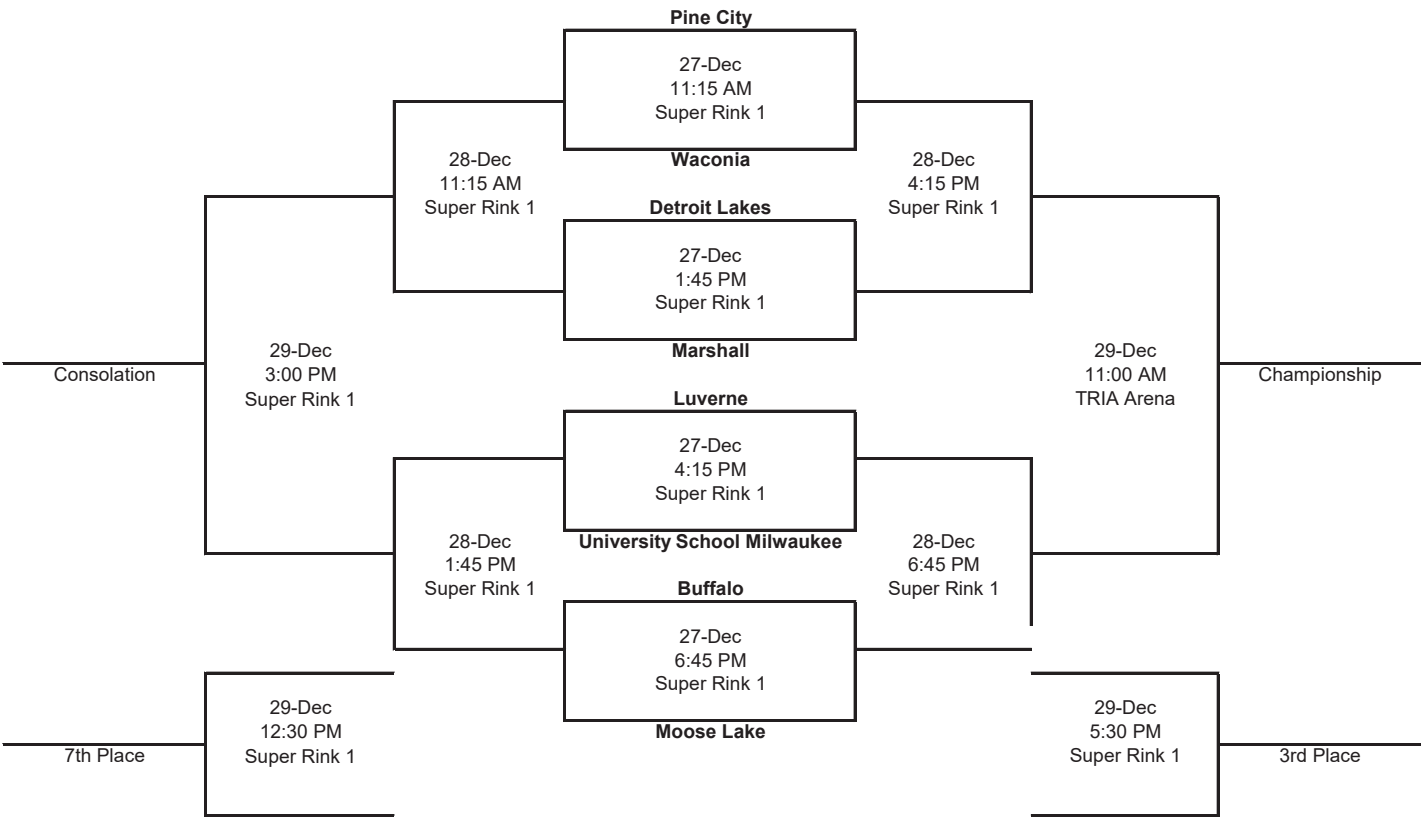 Pine City
27-Dec
11:15 AM
Super Rink 1
Waconia
28-Dec
11:15 AM
Super Rink 1
28-Dec
4:15 PM
Super Rink 1
Detroit Lakes
27-Dec
1:45 PM
Super Rink 1
Marshall
29-Dec
3:00 PM
Super Rink 1
Consolation
29-Dec
11:00 AM
TRIA Arena
Championship
Luverne
27-Dec
4:15 PM
Super Rink 1
University School Milwaukee
28-Dec
1:45 PM
Super Rink 1
28-Dec
6:45 PM
Super Rink 1
Buffalo
27-Dec
6:45 PM
Super Rink 1
Moose Lake
29-Dec
12:30 PM
Super Rink 1
7th Place
29-Dec
5:30 PM
Super Rink 1
3rd Place